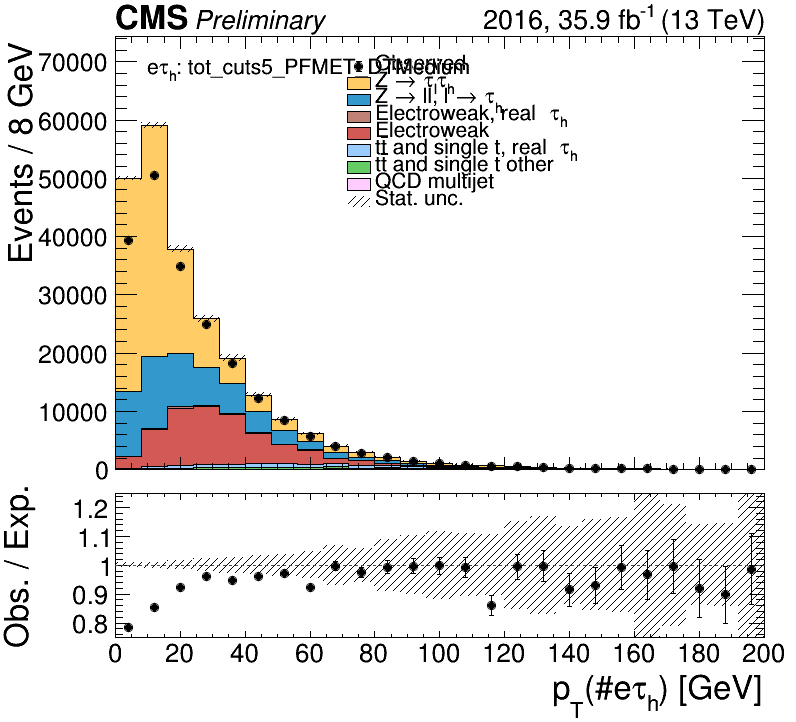 CMS Preliminary 2016, 35.9 fb⁻¹ (13 TeV)
Events / 8 GeV
70000
60000
50000
40000
30000
20000
10000
0
eτh: tot_cuts5_PFMET
Medium
Observed
Z → τlτh
Z → ll, l → τh
Electroweak, real τh
Electroweak
tt̄ and single t, real τh
tt̄ and single t other
QCD multijet
Stat. unc.
Obs. / Exp.
1.2
1.1
1
0.9
0.8
0 20 40 60 80 100 120 140 160 180 200
pT(#eτh) [GeV]